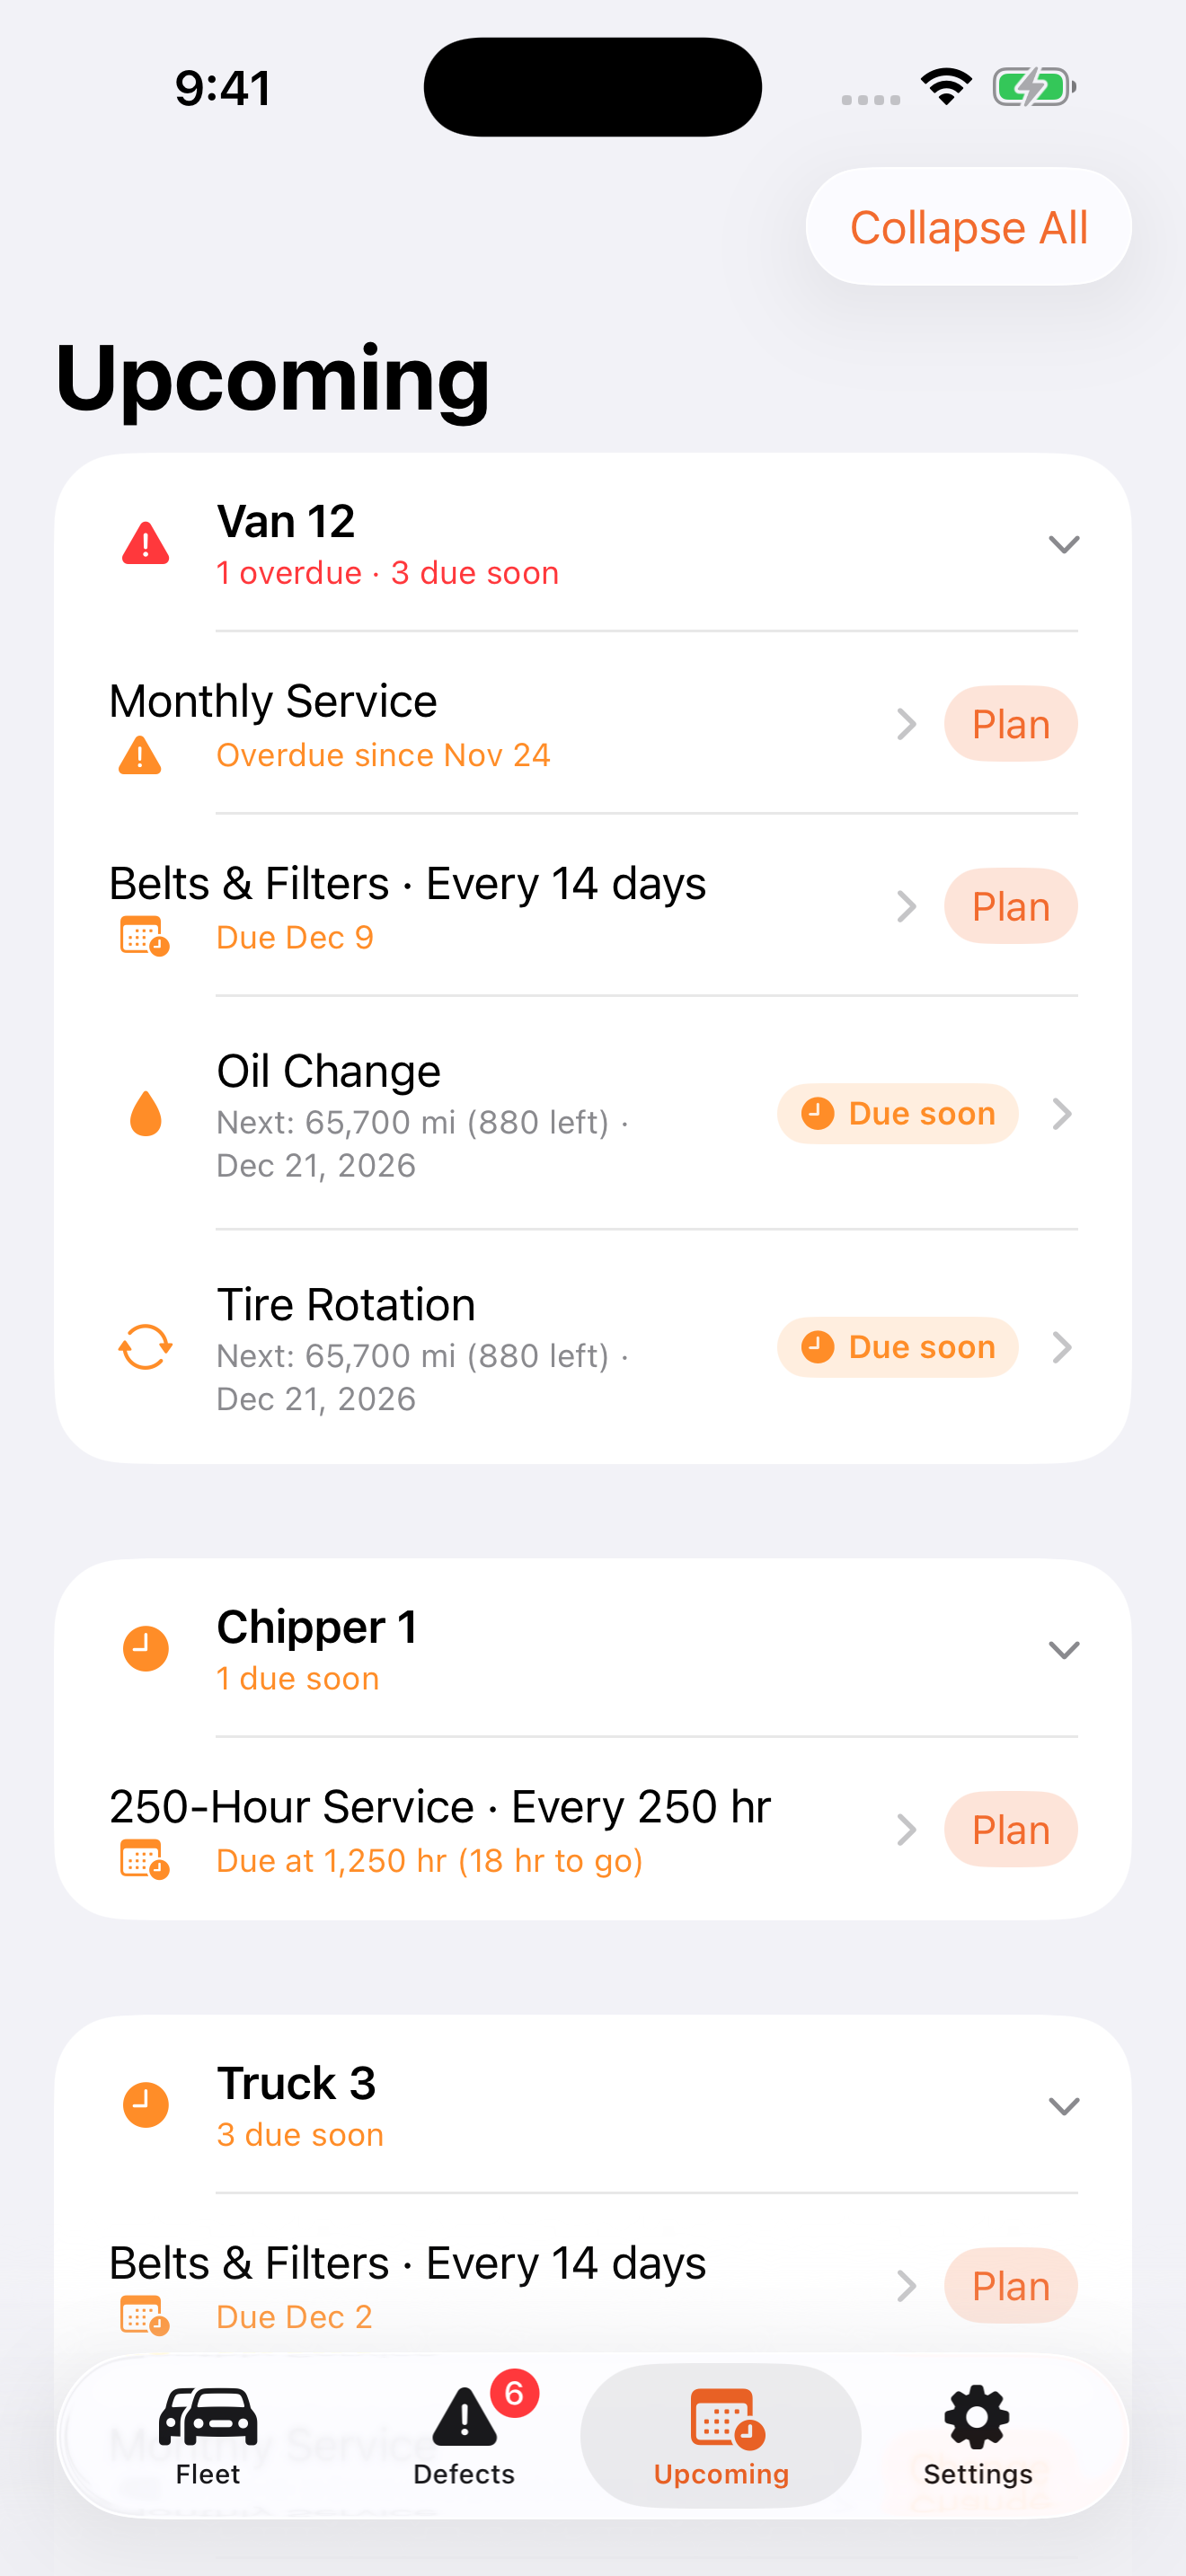 9:41
Collapse All
Upcoming
Van 12
1 overdue · 3 due soon
Monthly Service
Overdue since Nov 24
Plan
Belts & Filters · Every 14 days
Due Dec 9
Plan
Oil Change
Next: 65,700 mi (880 left) ·
Dec 21, 2026
Due soon
Tire Rotation
Next: 65,700 mi (880 left) ·
Dec 21, 2026
Due soon
Chipper 1
1 due soon
250-Hour Service · Every 250 hr
Due at 1,250 hr (18 hr to go)
Plan
Truck 3
3 due soon
Belts & Filters · Every 14 days
Due Dec 2
Plan
Monthly Service
6
Fleet
Defects
Upcoming
Settings